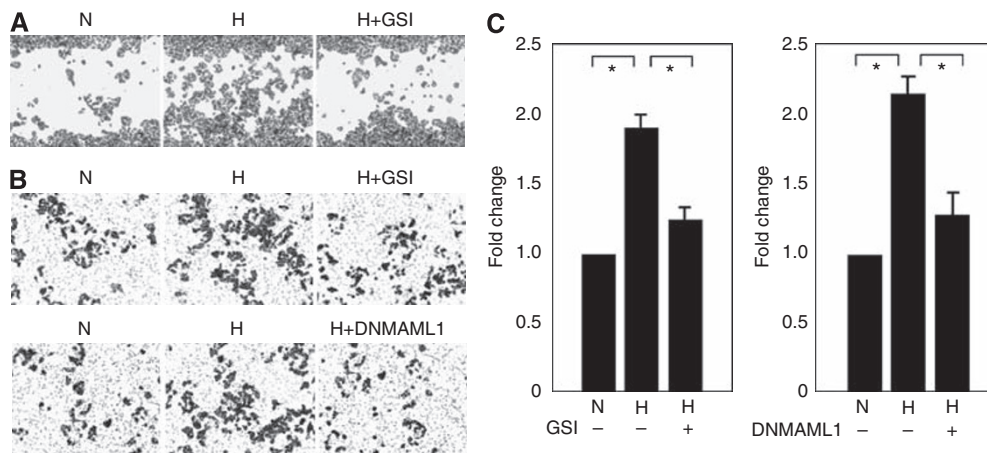 A
N H H+GSI
B
N H H+GSI
N H H+DNMAML1
C
Fold change
2.5
2.0
1.5
1.0
0.5
0
* *
N H H
GSI – – +
Fold change
2.5
2.0
1.5
1.0
0.5
0
* *
N H H
DNMAML1 – – +